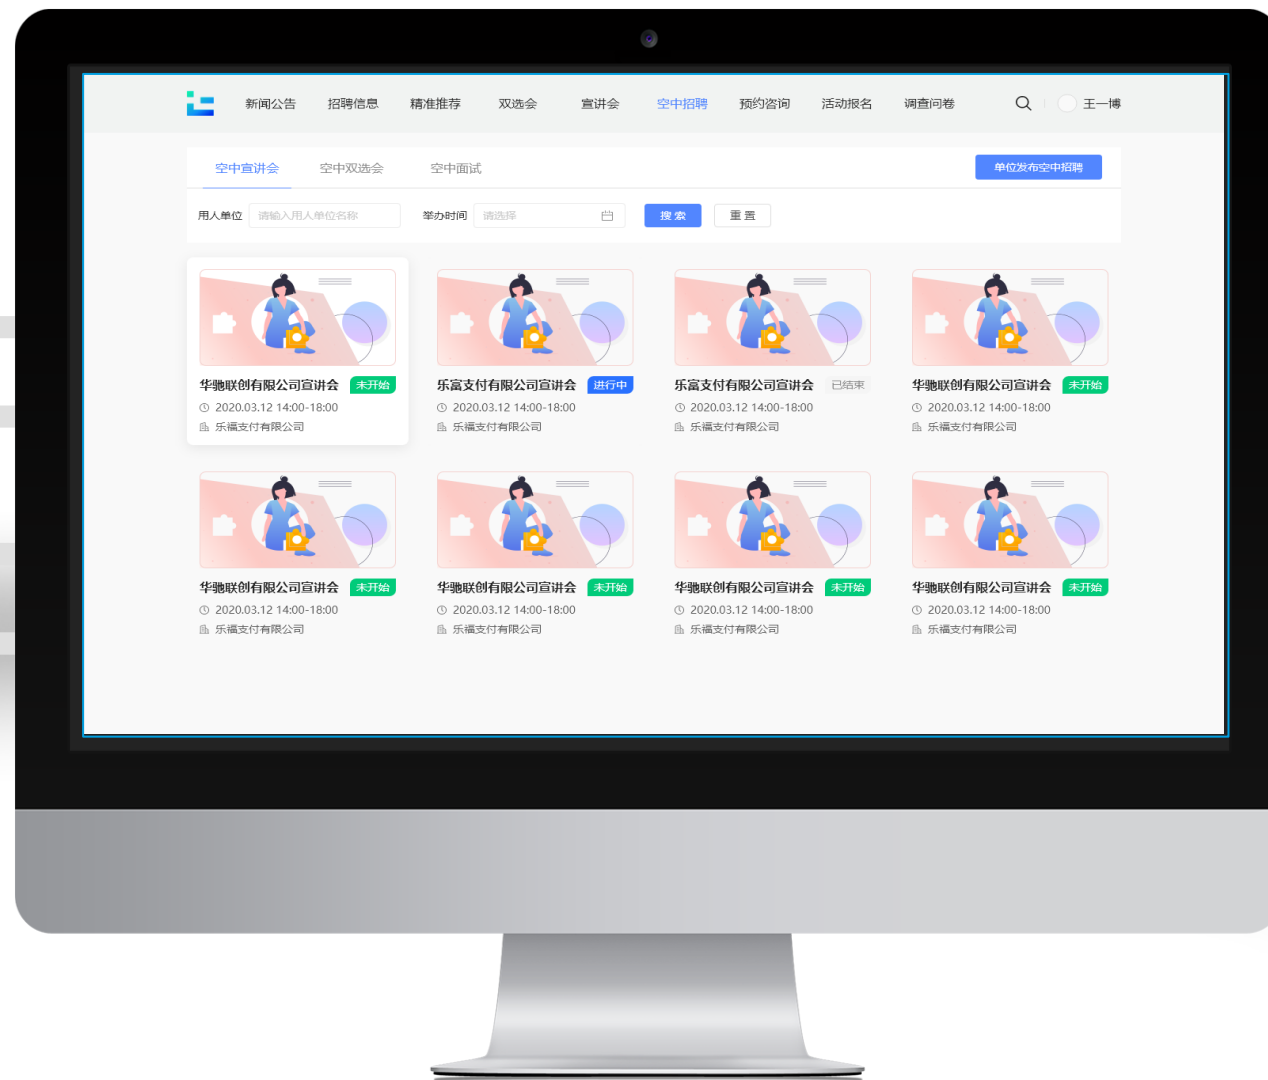 新闻公告 招聘信息 精准推荐 双选会 宣讲会 空中招聘 预约咨询 活动报名 调查问卷 王一博
空中宣讲会 空中双选会 空中面试 单位发布空中招聘
用人单位 请输入用人单位名称 举办时间 请选择 搜索 重置
华驰联创有限公司宣讲会 未开始
2020.03.12 14:00-18:00
乐福支付有限公司
乐富支付有限公司宣讲会 进行中
2020.03.12 14:00-18:00
乐福支付有限公司
乐富支付有限公司宣讲会 已结束
2020.03.12 14:00-18:00
乐福支付有限公司
华驰联创有限公司宣讲会 未开始
2020.03.12 14:00-18:00
乐福支付有限公司
华驰联创有限公司宣讲会 未开始
2020.03.12 14:00-18:00
乐福支付有限公司
华驰联创有限公司宣讲会 未开始
2020.03.12 14:00-18:00
乐福支付有限公司
华驰联创有限公司宣讲会 未开始
2020.03.12 14:00-18:00
乐福支付有限公司
华驰联创有限公司宣讲会 未开始
2020.03.12 14:00-18:00
乐福支付有限公司